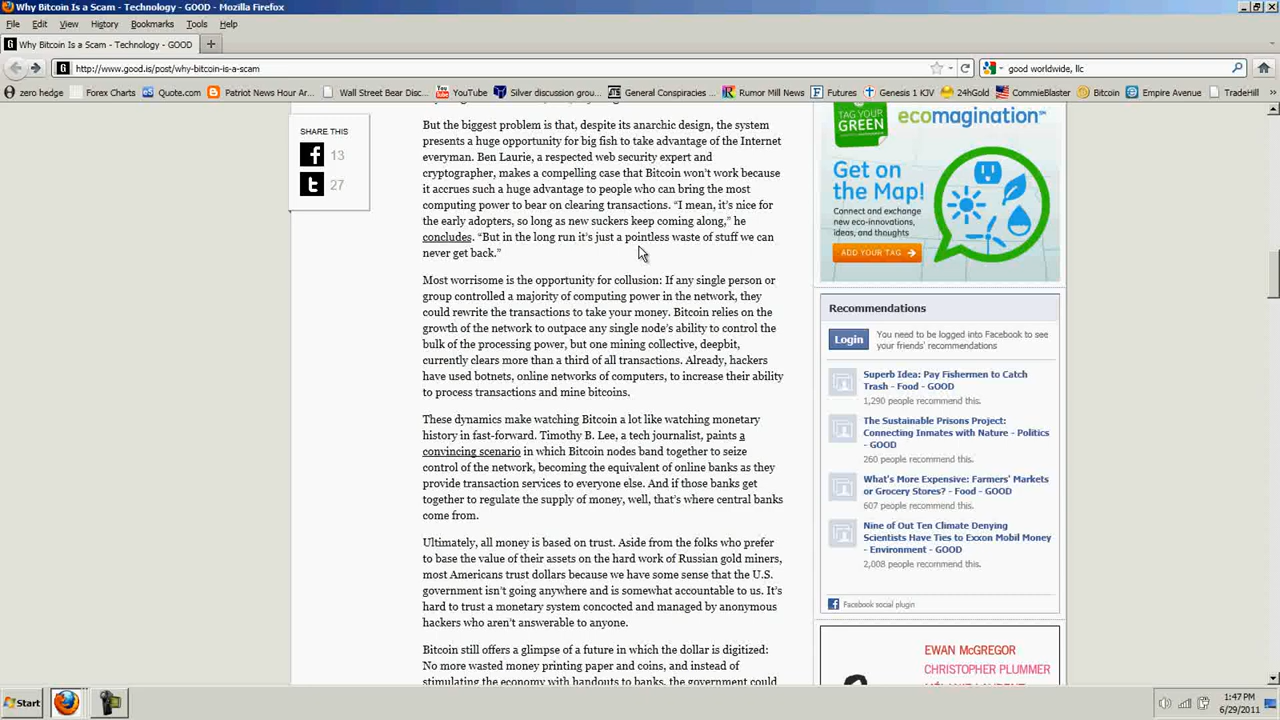 Why Bitcoin Is a Scam - Technology - GOOD - Mozilla Firefox
File Edit View History Bookmarks Tools Help
Why Bitcoin Is a Scam - Technology - GOOD
http://www.good.is/post/why-bitcoin-is-a-scam
good worldwide, llc
zero hedge Forex Charts Quote.com YouTube Patriot News Hour Ar... Wall Street Bear Disc... Silver discussion grou... General Conspiracies ... Rumor Mill News Futures Genesis 1 KJV 24hGold CommieBlaster Bitcoin Empire Avenue TradeHill
SHARE THIS
13
27
But the biggest problem is that, despite its anarchic design, the system
presents a huge opportunity for big fish to take advantage of the Internet
everyman. Ben Laurie, a respected web security expert and
cryptographer, makes a compelling case that Bitcoin won’t work because
it accrues such a huge advantage to people who can bring the most
computing power to bear on clearing transactions. “I mean, it’s nice for
the early adopters, so long as new suckers keep coming along,” he
concludes. “But in the long run it’s just a pointless waste of stuff we can
never get back.”
Most worrisome is the opportunity for collusion: If any single person or
group controlled a majority of computing power in the network, they
could rewrite the transactions to take your money. Bitcoin relies on the
growth of the network to outpace any single node’s ability to control the
bulk of the processing power, but one mining collective, deepbit,
currently clears more than a third of all transactions. Already, hackers
have used botnets, online networks of computers, to increase their ability
to process transactions and mine bitcoins.
These dynamics make watching Bitcoin a lot like watching monetary
history in fast-forward. Timothy B. Lee, a tech journalist, paints a
convincing scenario in which Bitcoin nodes band together to seize
control of the network, becoming the equivalent of online banks as they
provide transaction services to everyone else. And if those banks get
together to regulate the supply of money, well, that’s where central banks
come from.
Ultimately, all money is based on trust. Aside from the folks who prefer
to base the value of their assets on the hard work of Russian gold miners,
most Americans trust dollars because we have some sense that the U.S.
government isn’t going anywhere and is somewhat accountable to us. It’s
hard to trust a monetary system concocted and managed by anonymous
hackers who aren’t answerable to anyone.
Bitcoin still offers a glimpse of a future in which the dollar is digitized:
No more wasted money printing paper and coins, and instead of
stimulating the economy with handouts to banks, the government could
TAG YOUR
GREEN
ecomagination™
Get on
the Map!
Connect and exchange
new eco-innovations,
ideas, and thoughts
ADD YOUR TAG
Recommendations
Login
You need to be logged into Facebook to see
your friends' recommendations
Superb Idea: Pay Fishermen to Catch
Trash - Food - GOOD
1,290 people recommend this.
The Sustainable Prisons Project:
Connecting Inmates with Nature - Politics
- GOOD
260 people recommend this.
What's More Expensive: Farmers' Markets
or Grocery Stores? - Food - GOOD
607 people recommend this.
Nine of Out Ten Climate Denying
Scientists Have Ties to Exxon Mobil Money
- Environment - GOOD
2,008 people recommend this.
Facebook social plugin
EWAN McGREGOR
CHRISTOPHER PLUMMER
Start
1:47 PM
6/29/2011